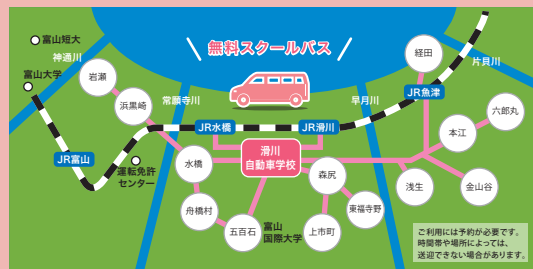 無料スクールバス
富山短大
神通川
富山大学
岩瀬
浜黒崎
常願寺川
早月川
経田
片貝川
JR魚津
六郎丸
本江
JR水橋
JR滑川
JR富山
運転免許
センター
水橋
滑川
自動車学校
森尻
浅生
金山谷
舟橋村
五百石
富山
国際大学
上市町
東福寺野
ご利用には予約が必要です。
時間帯や場所によっては、
送迎できない場合があります。